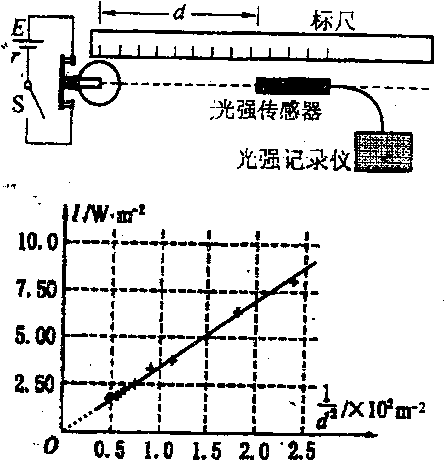 d
标尺
E
r
S
光强传感器
光强记录仪
I/W·m⁻²
10.0
7.50
5.00
2.50
O
0.5 1.0 1.5 2.0 2.5
1/d² /×10²m⁻²